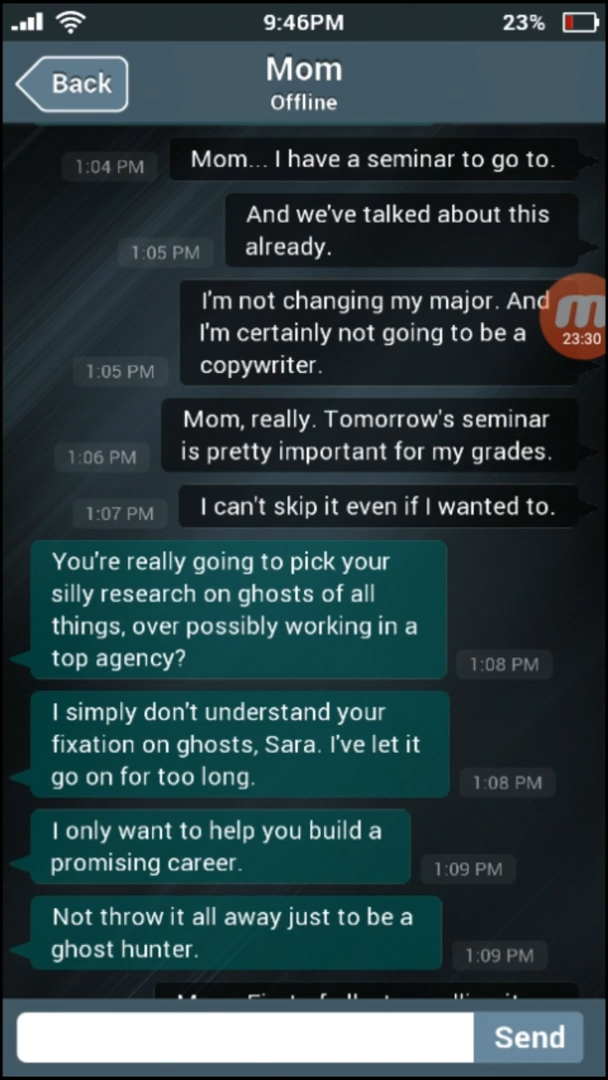 9:46PM
23%
Back
Mom
Offline
1:04 PM
Mom... I have a seminar to go to.
And we've talked about this
already.
1:05 PM
I'm not changing my major. And
I'm certainly not going to be a
copywriter.
1:05 PM
23:30
Mom, really. Tomorrow's seminar
is pretty important for my grades.
1:06 PM
I can't skip it even if I wanted to.
1:07 PM
You're really going to pick your
silly research on ghosts of all
things, over possibly working in a
top agency?
1:08 PM
I simply don't understand your
fixation on ghosts, Sara. I've let it
go on for too long.
1:08 PM
I only want to help you build a
promising career.
1:09 PM
Not throw it all away just to be a
ghost hunter.
1:09 PM
Send